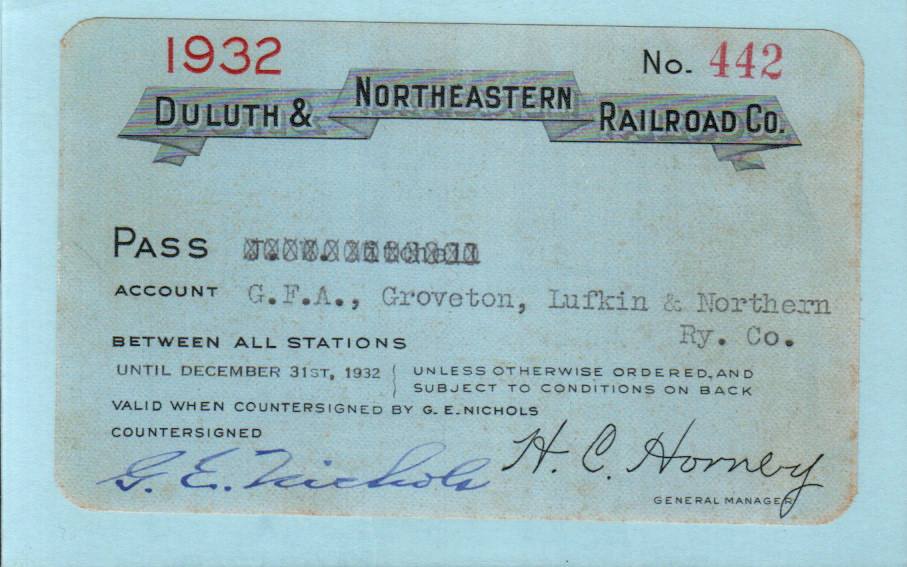 1932
No. 442
DULUTH & NORTHEASTERN RAILROAD CO.
PASS
ACCOUNT G.F.A., Groveton, Lufkin & Northern
Ry. Co.
BETWEEN ALL STATIONS
UNTIL DECEMBER 31ST, 1932 UNLESS OTHERWISE ORDERED, AND
SUBJECT TO CONDITIONS ON BACK
VALID WHEN COUNTERSIGNED BY G. E. NICHOLS
COUNTERSIGNED
G. E. Nichols
H. C. Hornby
GENERAL MANAGER